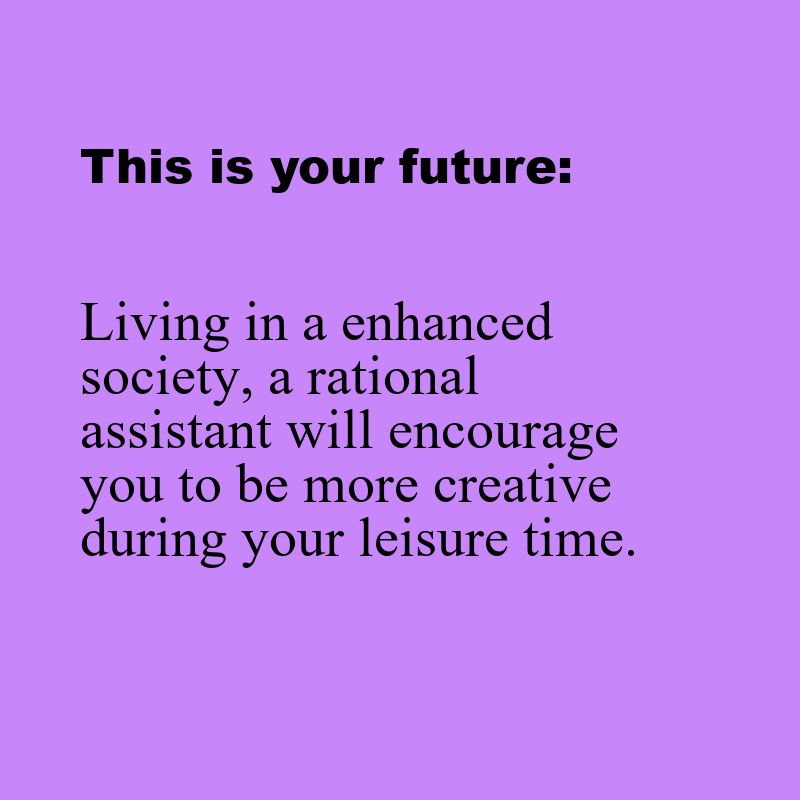 This is your future:
Living in a enhanced
society, a rational
assistant will encourage
you to be more creative
during your leisure time.